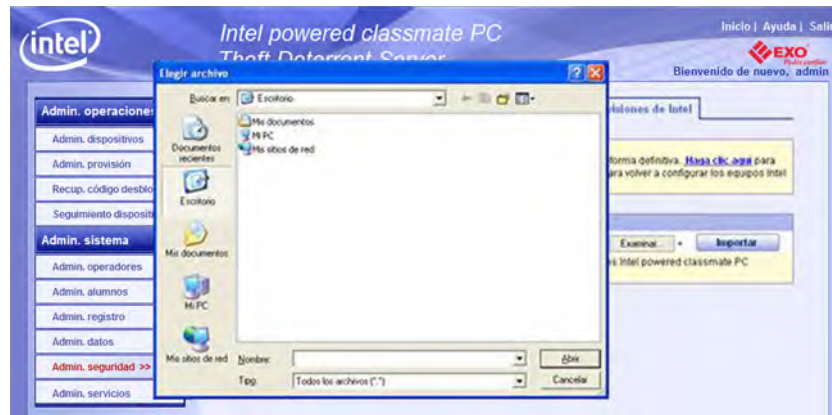 intel
Intel powered classmate PC
Theft Deterrent Server
Inicio | Ayuda | Sali
EXO
Bienvenido de nuevo, admin
Elegir archivo
Buscar en:
Escritorio
Mis documentos
Mi PC
Mis sitios de red
Documentos recientes
Escritorio
Mis documentos
Mi PC
Mis sitios de red
Nombre:
Tipo:
Todos los archivos (*.*)
Abrir
Cancelar
Admin. operaciones
Admin. dispositivos
Admin. provisión
Recup. código desblo
Seguimiento dispositi
Admin. sistema
Admin. operadores
Admin. alumnos
Admin. registro
Admin. datos
Admin. seguridad >>
Admin. servicios
visiones de Intel
forma definitiva. Haga clic aquí para
ara volver a configurar los equipos Intel
Examinar...
Importar
s Intel powered classmate PC